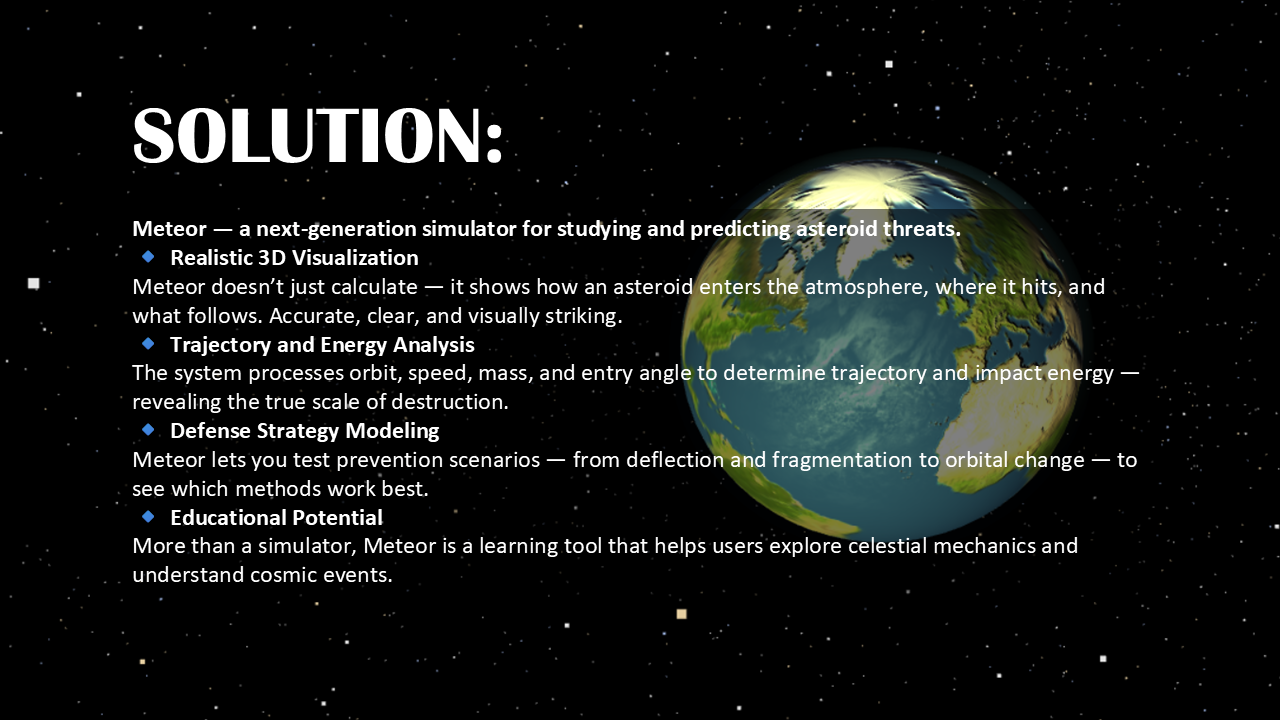 SOLUTION:
Meteor — a next-generation simulator for studying and predicting asteroid threats.
🔹 Realistic 3D Visualization
Meteor doesn’t just calculate — it shows how an asteroid enters the atmosphere, where it hits, and
what follows. Accurate, clear, and visually striking.
🔹 Trajectory and Energy Analysis
The system processes orbit, speed, mass, and entry angle to determine trajectory and impact energy —
revealing the true scale of destruction.
🔹 Defense Strategy Modeling
Meteor lets you test prevention scenarios — from deflection and fragmentation to orbital change — to
see which methods work best.
🔹 Educational Potential
More than a simulator, Meteor is a learning tool that helps users explore celestial mechanics and
understand cosmic events.